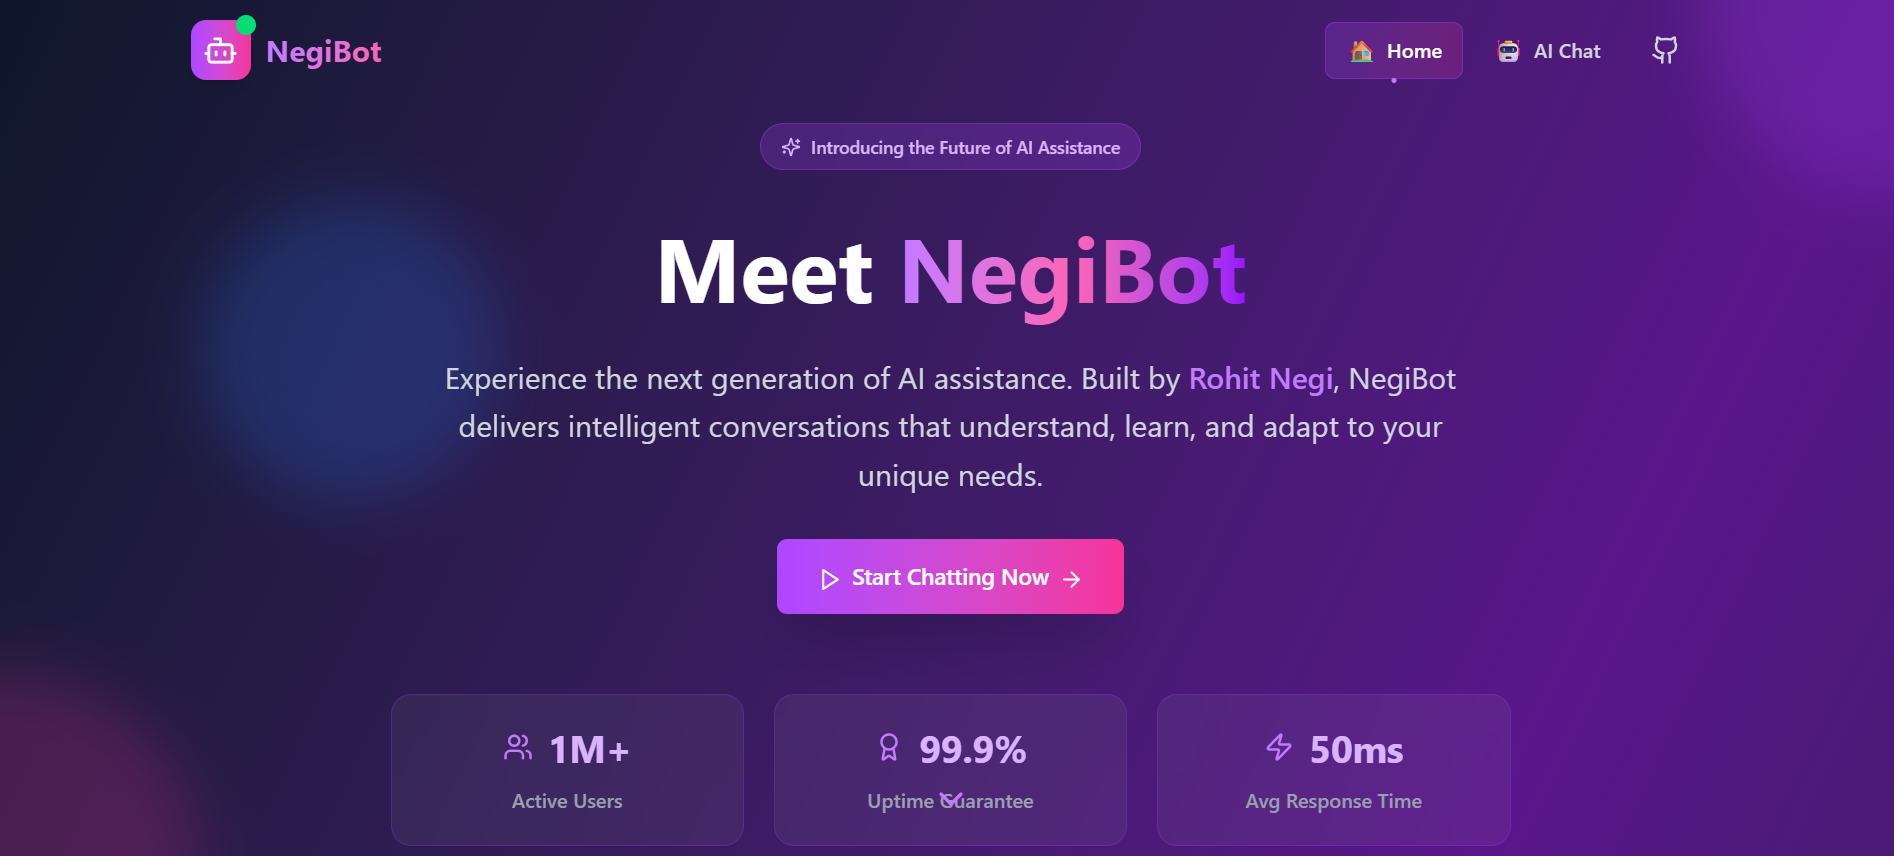 NegiBot
Home
AI Chat
Introducing the Future of AI Assistance
Meet NegiBot
Experience the next generation of AI assistance. Built by Rohit Negi, NegiBot
delivers intelligent conversations that understand, learn, and adapt to your
unique needs.
Start Chatting Now
1M+
Active Users
99.9%
Uptime Guarantee
50ms
Avg Response Time